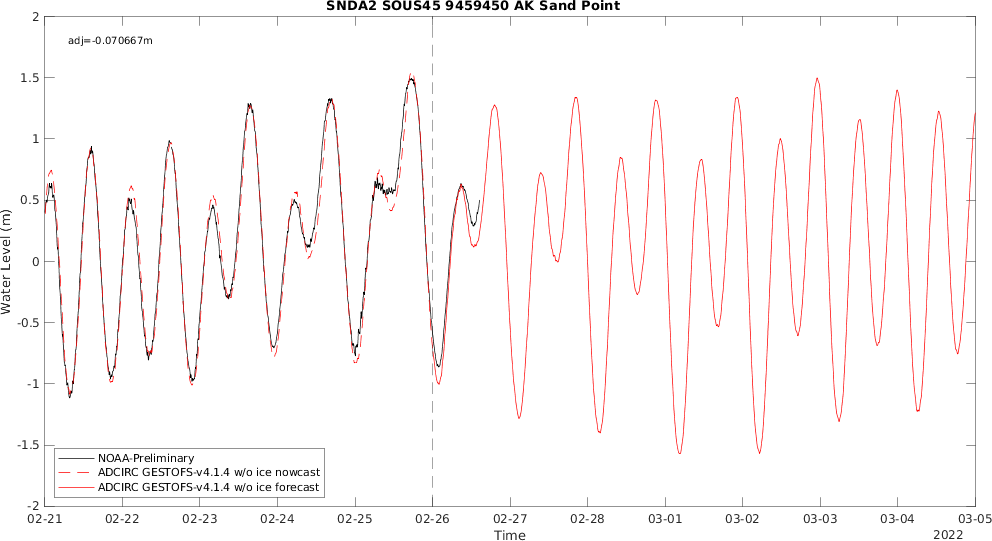 SNDA2 SOUS45 9459450 AK Sand Point
adj=-0.070667m
2
1.5
1
0.5
0
-0.5
-1
-1.5
-2
Water Level (m)
NOAA-Preliminary
ADCIRC GESTOFS-v4.1.4 w/o ice nowcast
ADCIRC GESTOFS-v4.1.4 w/o ice forecast
02-21 02-22 02-23 02-24 02-25 02-26 02-27 02-28 03-01 03-02 03-03 03-04 03-05
Time
2022